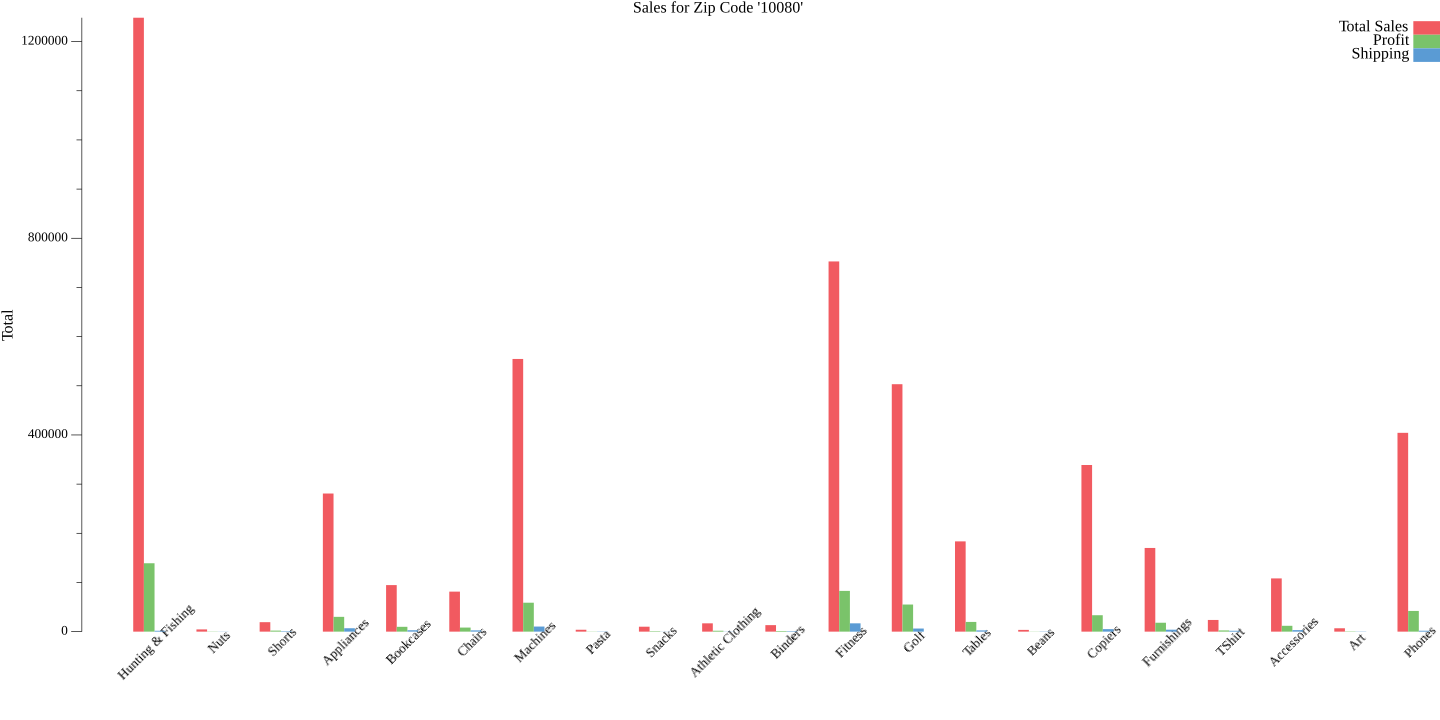 Sales for Zip Code '10080'
Total Sales
Profit
Shipping
1200000
800000
400000
0
Total
Hunting & Fishing
Nuts
Shorts
Appliances
Bookcases
Chairs
Machines
Pasta
Snacks
Athletic Clothing
Binders
Fitness
Golf
Tables
Beans
Copiers
Furnishings
TShirt
Accessories
Art
Phones